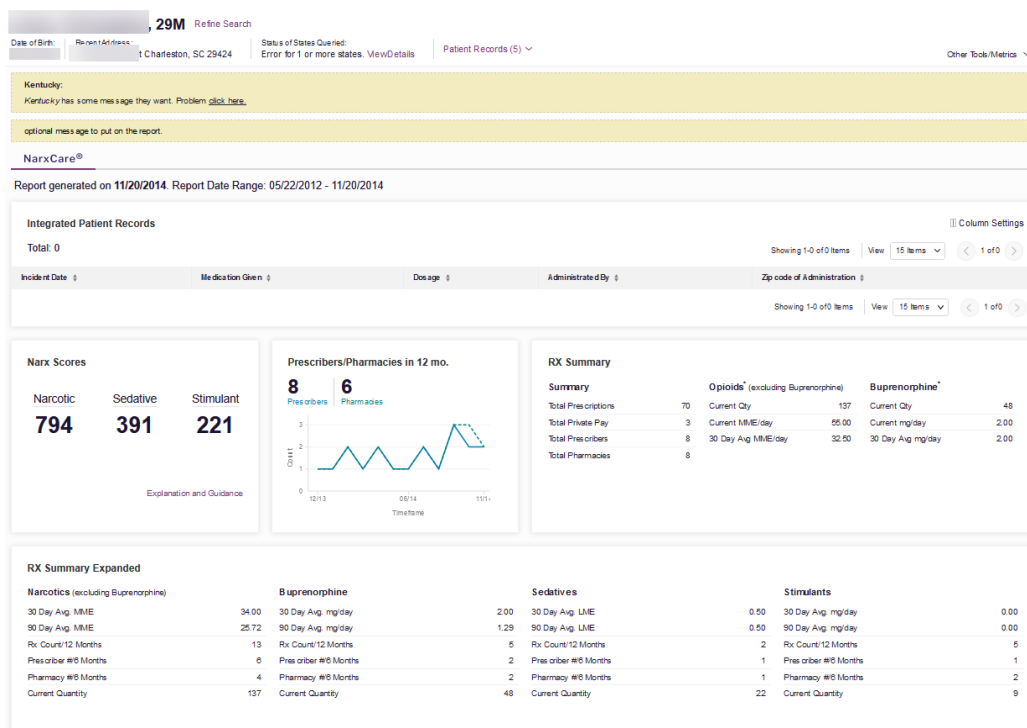 , 29M Refine Search
Date of Birth: Recent Address: Status of States Queried: Patient Records (5)
t Charleston, SC 29424 Error for 1 or more states. ViewDetails
Other Tools/Metrics
Kentucky:
Kentucky has some message they want. Problem click here.
optional message to put on the report.
NarxCare®
Report generated on 11/20/2014. Report Date Range: 05/22/2012 - 11/20/2014
Integrated Patient Records
Column Settings
Total: 0
Showing 1-0 of 0 Items View 15 Items 1 of 0
Incident Date Medication Given Dosage Administrated By Zip code of Administration
Showing 1-0 of 0 Items View 15 Items 1 of 0
Narx Scores
Narcotic Sedative Stimulant
794 391 221
Explanation and Guidance
Prescribers/Pharmacies in 12 mo.
8 6
Prescribers Pharmacies
3
2
1
0
Count
12/13 06/14 11/1
Timeframe
RX Summary
Summary Opioids* (excluding Buprenorphine) Buprenorphine*
Total Prescriptions 70 Current Qty 137 Current Qty 48
Total Private Pay 3 Current MME/day 55.00 Current mg/day 2.00
Total Prescribers 8 30 Day Avg MME/day 32.50 30 Day Avg mg/day 2.00
Total Pharmacies 8
RX Summary Expanded
Narcotics (excluding Buprenorphine) Buprenorphine Sedatives Stimulants
30 Day Avg. MME 34.00 30 Day Avg. mg/day 2.00 30 Day Avg. LME 0.50 30 Day Avg. mg/day 0.00
90 Day Avg. MME 25.72 90 Day Avg. mg/day 1.29 90 Day Avg. LME 0.50 90 Day Avg. mg/day 0.00
Rx Count/12 Months 13 Rx Count/12 Months 5 Rx Count/12 Months 2 Rx Count/12 Months 5
Prescriber #/6 Months 6 Prescriber #/6 Months 2 Prescriber #/6 Months 1 Prescriber #/6 Months 1
Pharmacy #/6 Months 4 Pharmacy #/6 Months 2 Pharmacy #/6 Months 1 Pharmacy #/6 Months 2
Current Quantity 137 Current Quantity 48 Current Quantity 22 Current Quantity 9